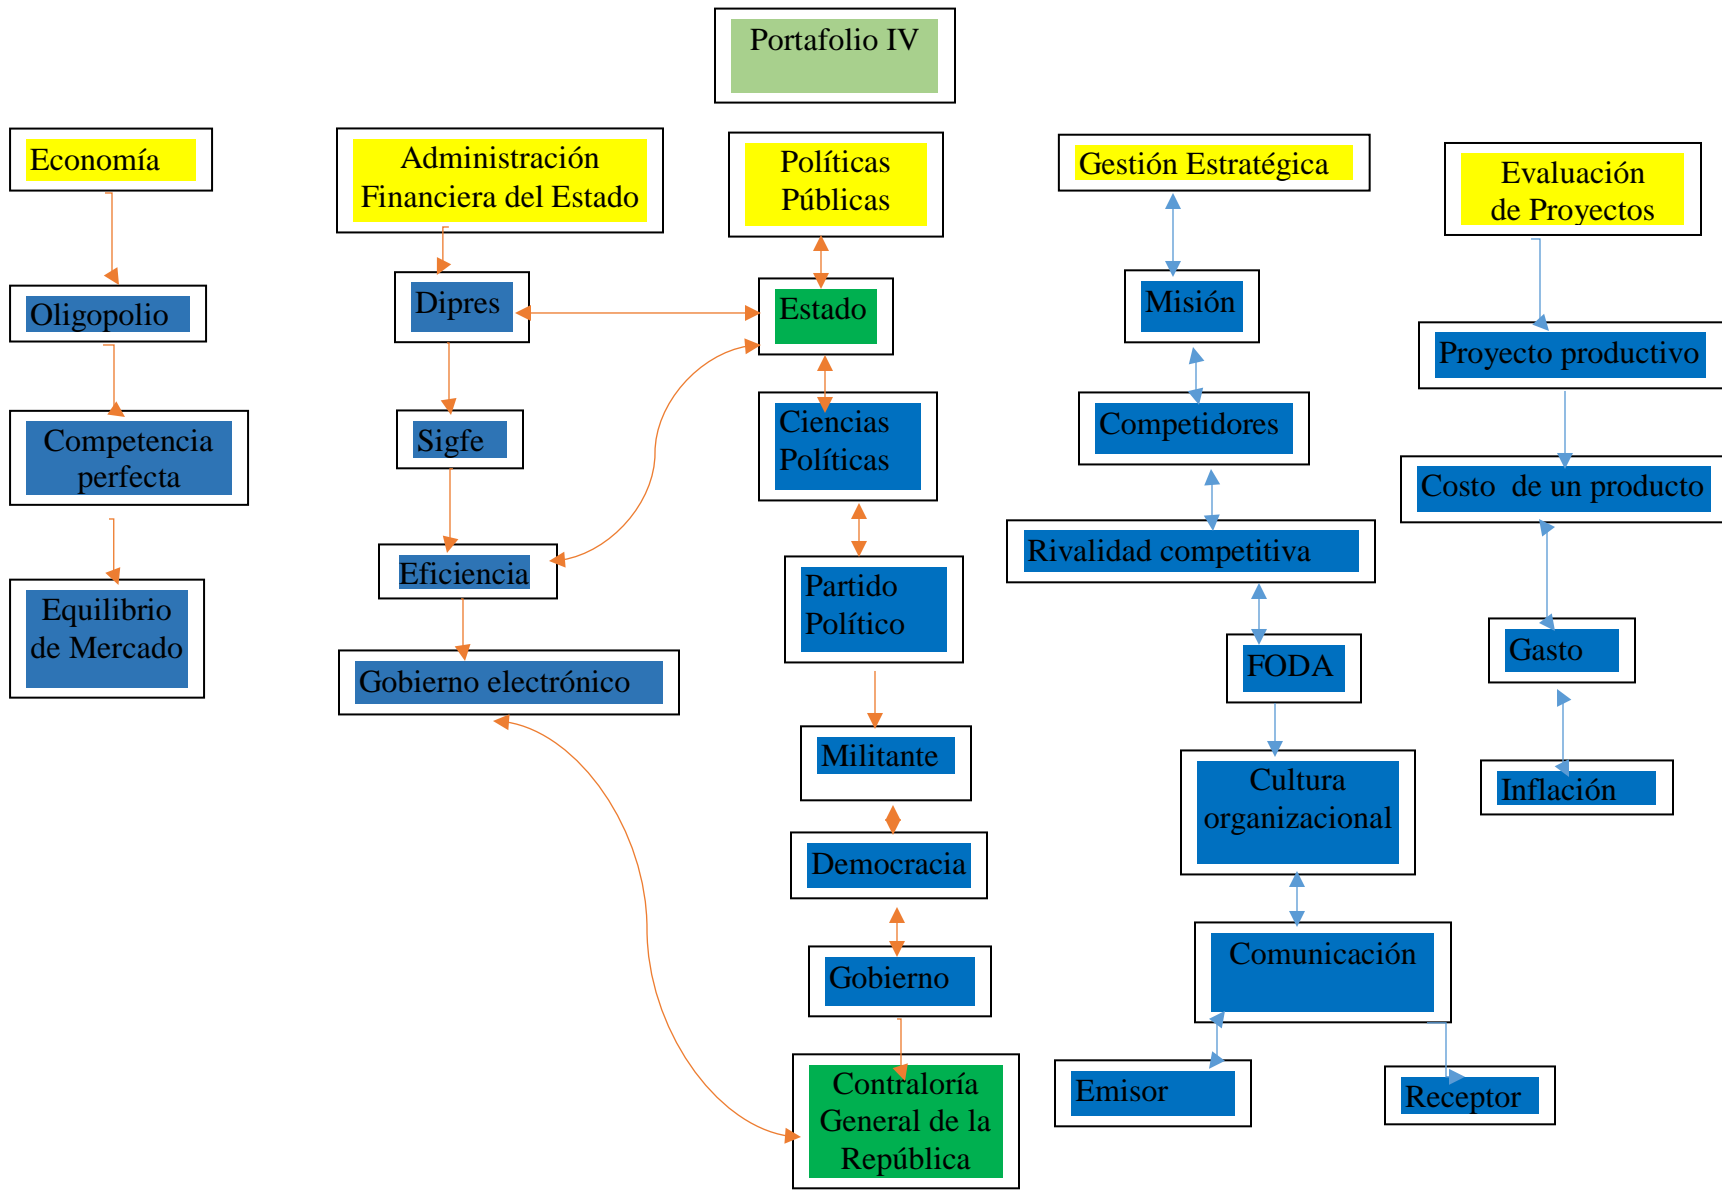 Portafolio IV
Economía
Oligopolio
Competencia
perfecta
Equilibrio
de Mercado
Administración
Financiera del Estado
Dipres
Sigfe
Eficiencia
Gobierno electrónico
Políticas
Públicas
Estado
Ciencias
Políticas
Partido
Político
Militante
Democracia
Gobierno
Contraloría
General de la
República
Gestión Estratégica
Misión
Competidores
Rivalidad competitiva
FODA
Cultura
organizacional
Comunicación
Emisor
Receptor
Evaluación
de Proyectos
Proyecto productivo
Costo  de un producto
Gasto
Inflación